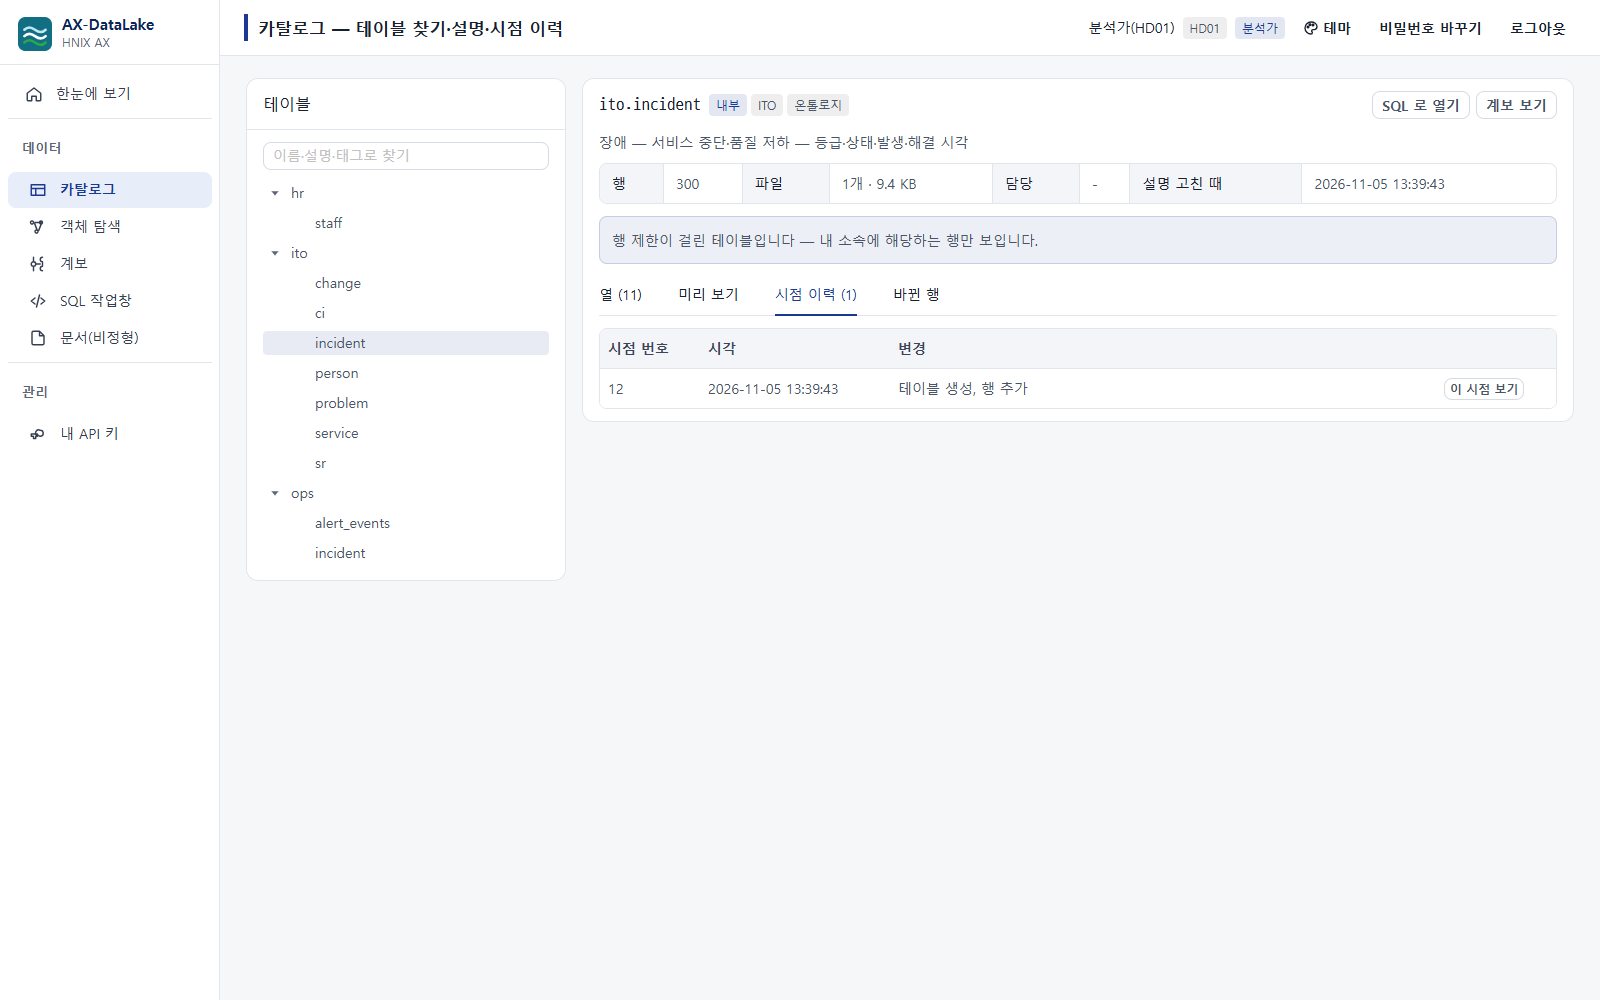 AX-DataLake
HNIX AX
한눈에 보기
데이터
카탈로그
객체 탐색
계보
SQL 작업창
문서(비정형)
관리
내 API 키
카탈로그 — 테이블 찾기·설명·시점 이력
분석가(HD01) HD01 분석가 테마 비밀번호 바꾸기 로그아웃
테이블
이름·설명·태그로 찾기
hr
staff
ito
change
ci
incident
person
problem
service
sr
ops
alert_events
incident
ito.incident 내부 ITO 온톨로지
SQL 로 열기 계보 보기
장애 — 서비스 중단·품질 저하 — 등급·상태·발생·해결 시각
행 300 파일 1개 · 9.4 KB 담당 - 설명 고친 때 2026-11-05 13:39:43
행 제한이 걸린 테이블입니다 — 내 소속에 해당하는 행만 보입니다.
열 (11) 미리 보기 시점 이력 (1) 바뀐 행
시점 번호 시각 변경
12 2026-11-05 13:39:43 테이블 생성, 행 추가 이 시점 보기